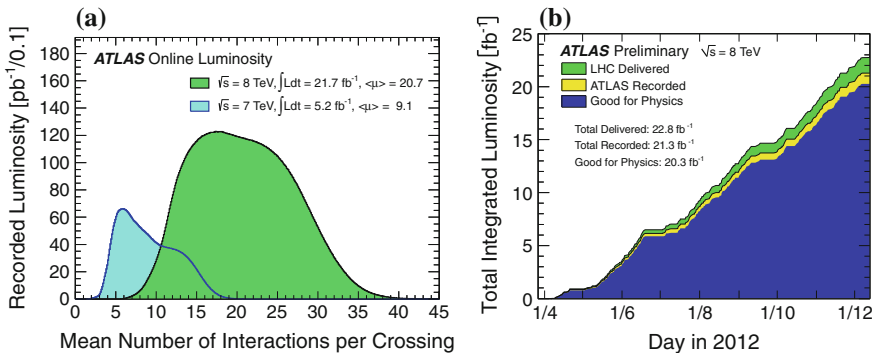 (a)
ATLAS Online Luminosity
√s = 8 TeV, ∫Ldt = 21.7 fb⁻¹, <μ> = 20.7
√s = 7 TeV, ∫Ldt = 5.2 fb⁻¹, <μ> = 9.1
Recorded Luminosity [pb⁻¹/0.1]
180
160
140
120
100
80
60
40
20
0
0 5 10 15 20 25 30 35 40 45
Mean Number of Interactions per Crossing
(b)
ATLAS Preliminary √s = 8 TeV
LHC Delivered
ATLAS Recorded
Good for Physics
Total Delivered: 22.8 fb⁻¹
Total Recorded: 21.3 fb⁻¹
Good for Physics: 20.3 fb⁻¹
Total Integrated Luminosity [fb⁻¹]
25
20
15
10
5
0
1/4 1/6 1/8 1/10 1/12
Day in 2012